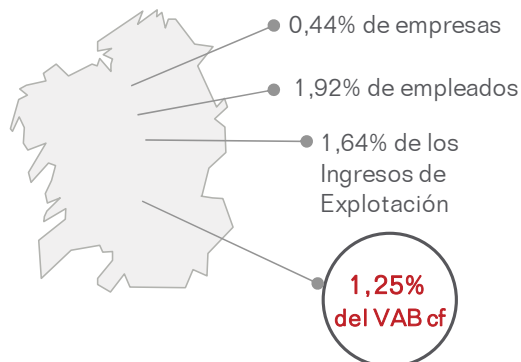 0,44% de empresas
1,92% de empleados
1,64% de los
Ingresos de
Explotación
1,25%
del VAB cf